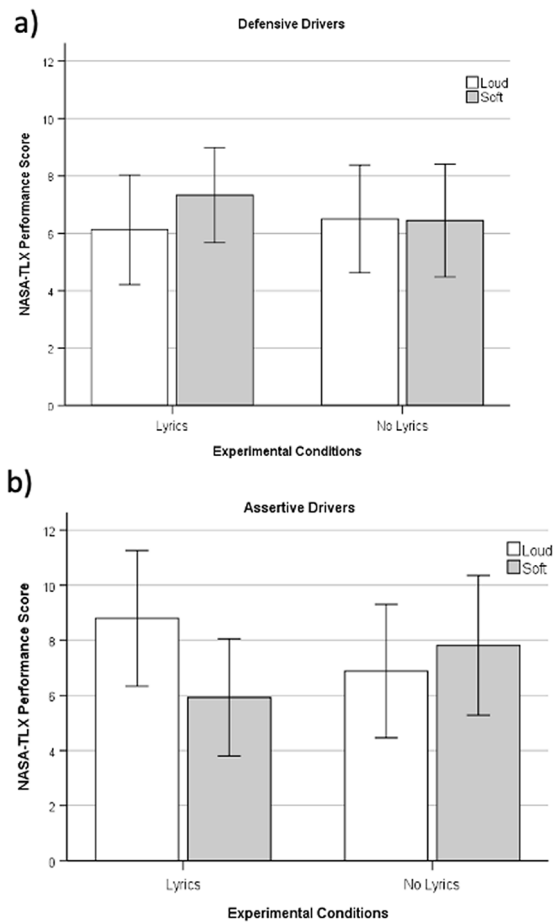 a)
Defensive Drivers
Loud
Soft
NASA-TLX Performance Score
12
10
8
6
4
2
0
Lyrics
No Lyrics
Experimental Conditions
b)
Assertive Drivers
Loud
Soft
NASA-TLX Performance Score
12
10
8
6
4
2
0
Lyrics
No Lyrics
Experimental Conditions